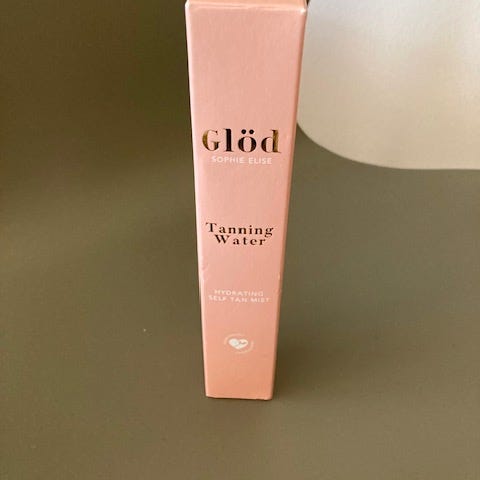 Glöd
SOPHIE ELISE
Tanning
Water
HYDRATING
SELF TAN MIST